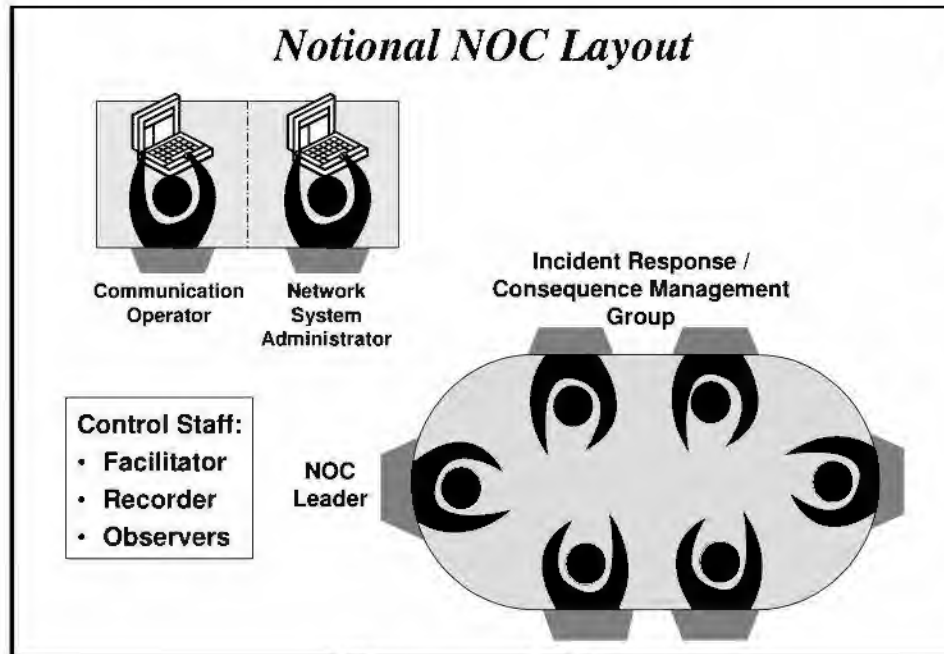 Notional NOC Layout
Communication
Operator
Network
System
Administrator
Incident Response /
Consequence Management
Group
Control Staff:
• Facilitator
• Recorder
• Observers
NOC
Leader